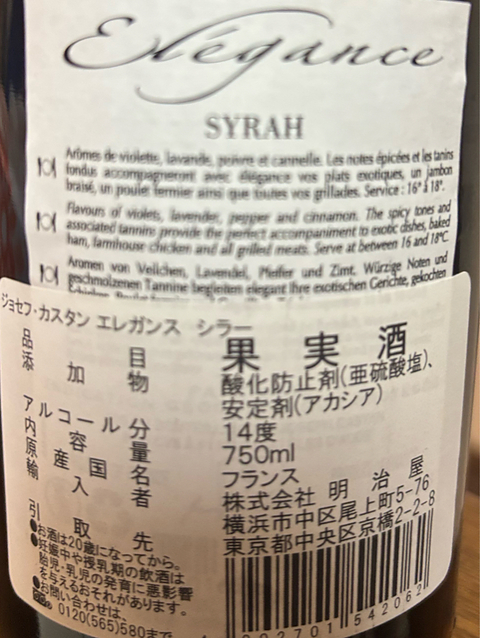 Elégance
SYRAH
Arômes de violette, lavande, poivre et cannelle. Les notes épicées et les tanins
fondus accompagneront avec élégance vos plats exotiques, un jambon
braisé, un poulet fermier ainsi que toutes vos grillades. Service : 16° à 18°.
Flavours of violets, lavender, pepper and cinnamon. The spicy tones and
associated tannins provide the perfect accompaniment to exotic dishes, baked
ham, farmhouse chicken and all grilled meats. Serve at between 16 and 18°C.
Aromen von Veilchen, Lavendel, Pfeffer und Zimt. Würzige Noten und
geschmolzenen Tannine begleiten elegant Ihre exotischen Gerichte, gekochten
ジョセフ・カスタン エレガンス シラー
品目 果実酒
添加物 酸化防止剤(亜硫酸塩)、
安定剤(アカシア)
アルコール分 14度
内容量 750ml
原産国名 フランス
輸入者 株式会社 明治屋
横浜市中区尾上町5-76
引取先 東京都中央区京橋2-2-8
●お酒は20歳になってから。
●妊娠中や授乳期の飲酒は
胎児・乳児の発育に悪影響
を与えるおそれがあります。
●お問い合わせは、
0120(565)580まで
542062